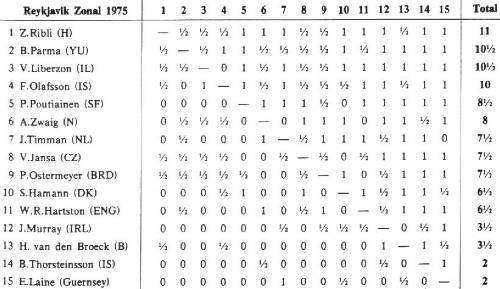 Reykjavik Zonal 1975 1 2 3 4 5 6 7 8 9 10 11 12 13 14 15 Total
1 Z.Ribli (H) — ½ ½ ½ 1 1 1 ½ ½ 1 1 1 ½ 1 1 11
2 B.Parma (YU) ½ — ½ 1 1 ½ ½ ½ ½ 1 ½ 1 1 1 1 10½
3 V.Liberzon (IL) ½ ½ — 0 1 ½ 1 ½ ½ 1 1 1 1 1 1 10½
4 F.Olafsson (IS) ½ 0 1 — 1 ½ 1 ½ ½ ½ 1 1 ½ 1 1 10
5 P.Poutiainen (SF) 0 0 0 0 — 1 1 1 ½ 0 1 1 1 1 1 8½
6 A.Zwaig (N) 0 ½ ½ ½ 0 — 0 1 1 1 0 1 1 ½ 1 8
7 J.Timman (NL) 0 ½ 0 0 0 1 — ½ 1 1 1 ½ 1 1 0 7½
8 V.Jansa (CZ) ½ ½ ½ ½ 0 0 ½ — ½ 0 ½ 1 1 1 1 7½
9 P.Ostermeyer (BRD) ½ ½ ½ ½ ½ 0 0 ½ — 1 0 ½ 1 1 1 7½
10 S.Hamann (DK) 0 0 0 ½ 1 0 0 1 0 — 1 ½ 1 1 ½ 6½
11 W.R.Hartston (ENG) 0 ½ 0 0 0 1 0 ½ 1 0 — ½ 1 1 1 6½
12 J.Murray (IRL) 0 0 0 0 0 0 ½ 0 ½ ½ ½ — 0 ½ 1 3½
13 H. van den Broeck (B) ½ 0 0 ½ 0 0 0 0 0 0 0 1 — 1 ½ 3½
14 B.Thorsteinsson (IS) 0 0 0 0 0 ½ 0 0 0 0 0 ½ 0 — 1 2
15 E.Laine (Guernsey) 0 0 0 0 0 0 1 0 0 ½ 0 0 ½ 0 — 2